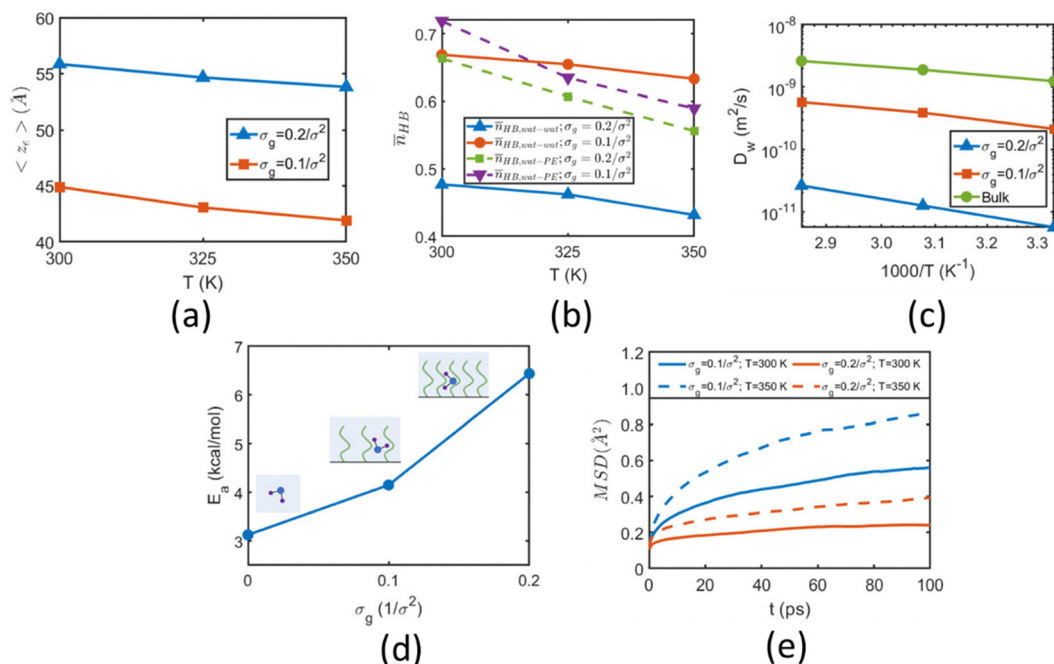 60
55
50
45
40
< z_e > (Å)
σ_g=0.2/σ²
σ_g=0.1/σ²
300 325 350
T (K)
(a)
0.7
0.6
0.5
0.4
n̅_HB
n̅_HB,wat−wat; σ_g = 0.2/σ²
n̅_HB,wat−wat; σ_g = 0.1/σ²
n̅_HB,wat−PE; σ_g = 0.2/σ²
n̅_HB,wat−PE; σ_g = 0.1/σ²
300 325 350
T (K)
(b)
10⁻⁸
10⁻⁹
10⁻¹⁰
10⁻¹¹
D_w (m²/s)
σ_g=0.2/σ²
σ_g=0.1/σ²
Bulk
2.9 3.0 3.1 3.2 3.3
1000/T (K⁻¹)
(c)
7
6
5
4
3
E_a (kcal/mol)
0 0.1 0.2
σ_g (1/σ²)
(d)
σ_g=0.1/σ²; T=300 K σ_g=0.2/σ²; T=300 K
σ_g=0.1/σ²; T=350 K σ_g=0.2/σ²; T=350 K
1.2
1.0
0.8
0.6
0.4
0.2
0
MSD(Å²)
0 20 40 60 80 100
t (ps)
(e)